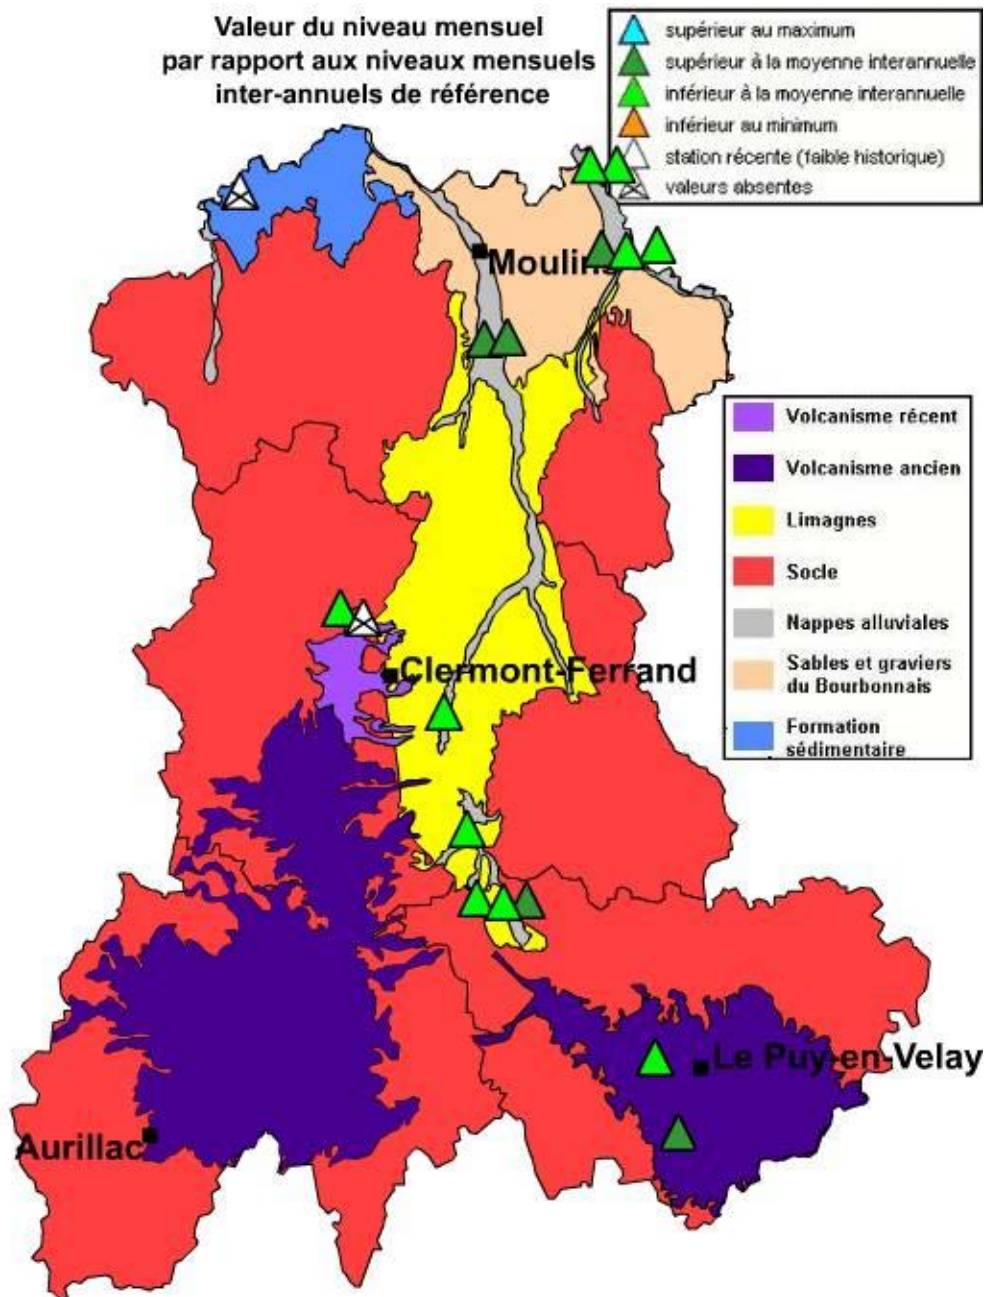 Valeur du niveau mensuel
par rapport aux niveaux mensuels
inter-annuels de référence
supérieur au maximum
supérieur à la moyenne interannuelle
inférieur à la moyenne interannuelle
inférieur au minimum
station récente (faible historique)
valeurs absentes
Moulins
Volcanisme récent
Volcanisme ancien
Limagnes
Socle
Nappes alluviales
Sables et graviers
du Bourbonnais
Formation
sédimentaire
Clermont-Ferrand
Le Puy-en-Velay
Aurillac